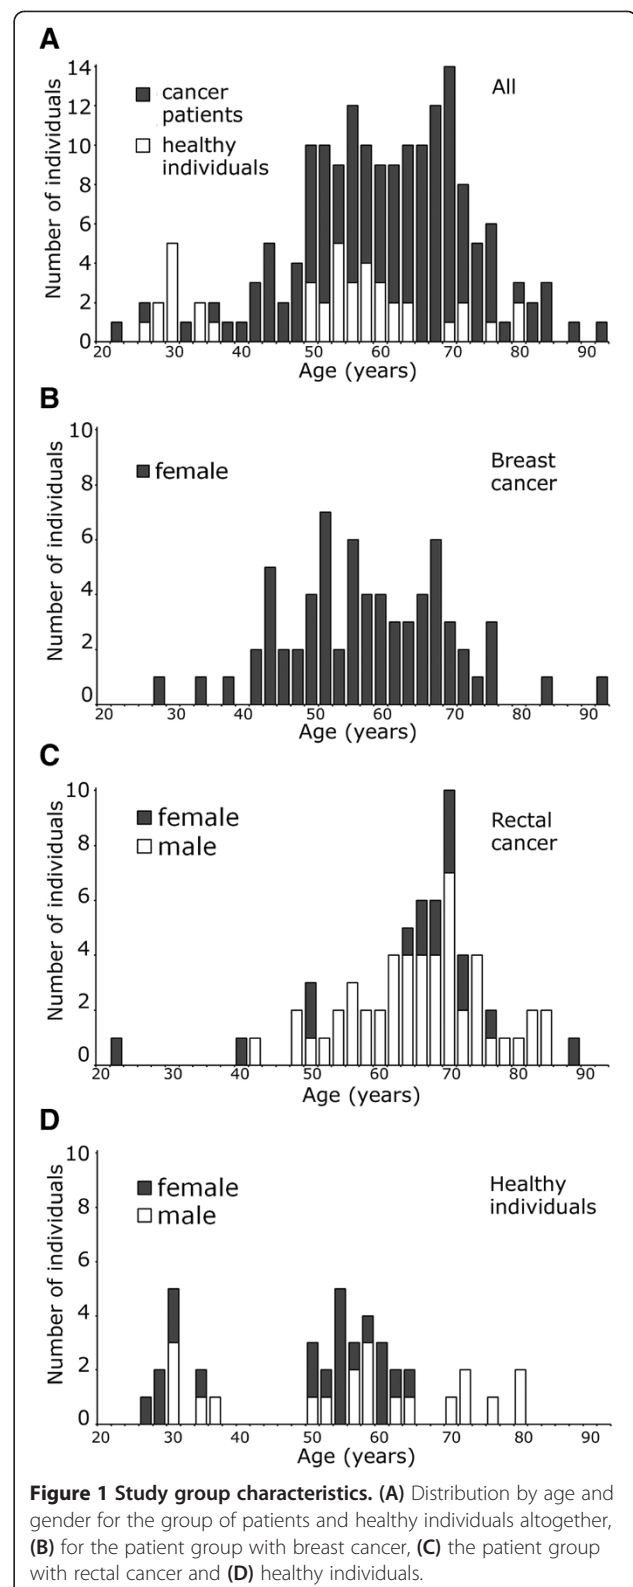 A
14
12
10
8
6
4
2
0
Number of individuals
cancer
patients
healthy
individuals
All
20 30 40 50 60 70 80 90
Age (years)
B
10
8
6
4
2
0
Number of individuals
female
Breast
cancer
20 30 40 50 60 70 80 90
Age (years)
C
10
8
6
4
2
0
Number of individuals
female
male
Rectal
cancer
20 30 40 50 60 70 80 90
Age (years)
D
10
8
6
4
2
0
Number of individuals
female
male
Healthy
individuals
20 30 40 50 60 70 80 90
Age (years)
Figure 1 Study group characteristics. (A) Distribution by age and
gender for the group of patients and healthy individuals altogether,
(B) for the patient group with breast cancer, (C) the patient group
with rectal cancer and (D) healthy individuals.